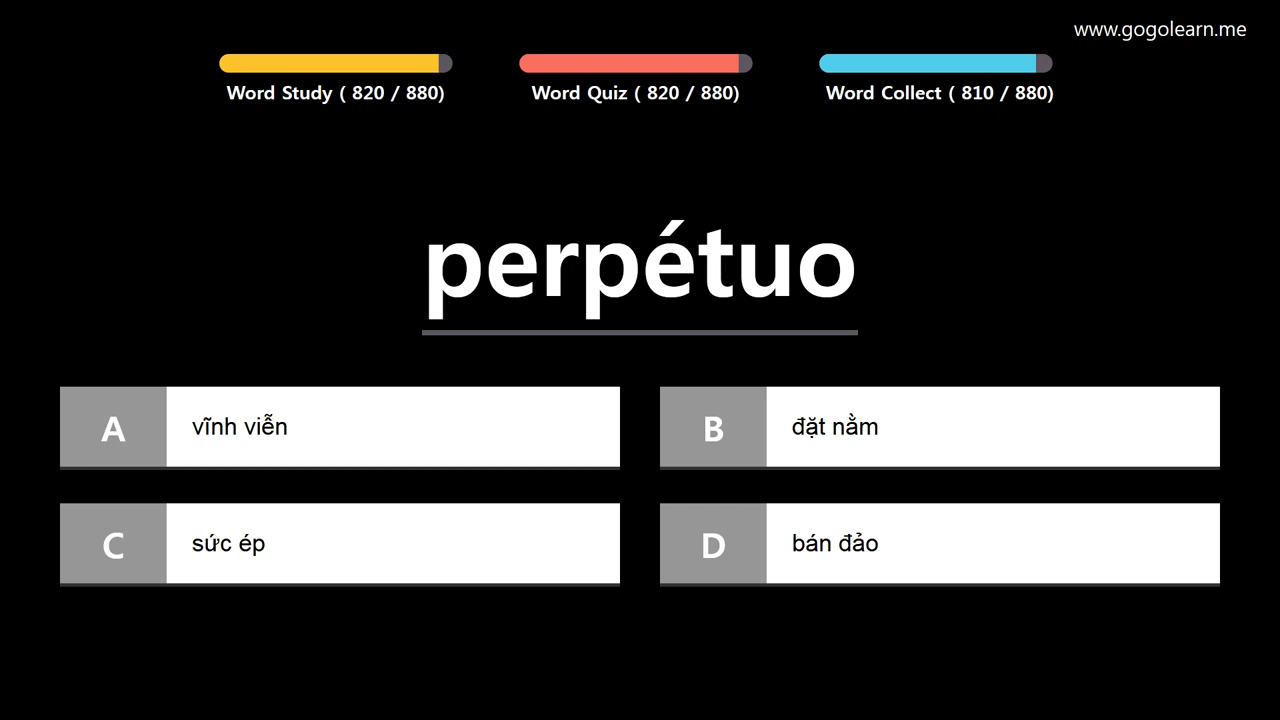 www.gogolearn.me
Word Study ( 820 / 880)
Word Quiz ( 820 / 880)
Word Collect ( 810 / 880)
perpétuo
A
vĩnh viễn
B
đặt nằm
C
sức ép
D
bán đảo